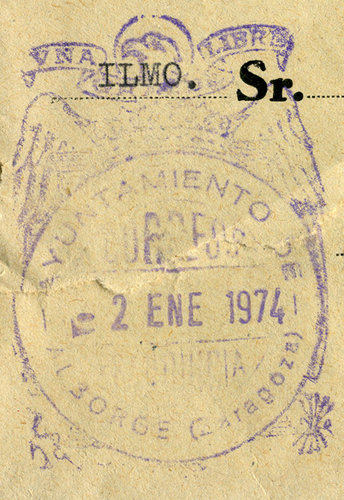 VNA LIBRE
ILMO. Sr.
AYUNTAMIENTO DE
CORREOS
2 ENE 1974
ALBORGE (Zaragoza)